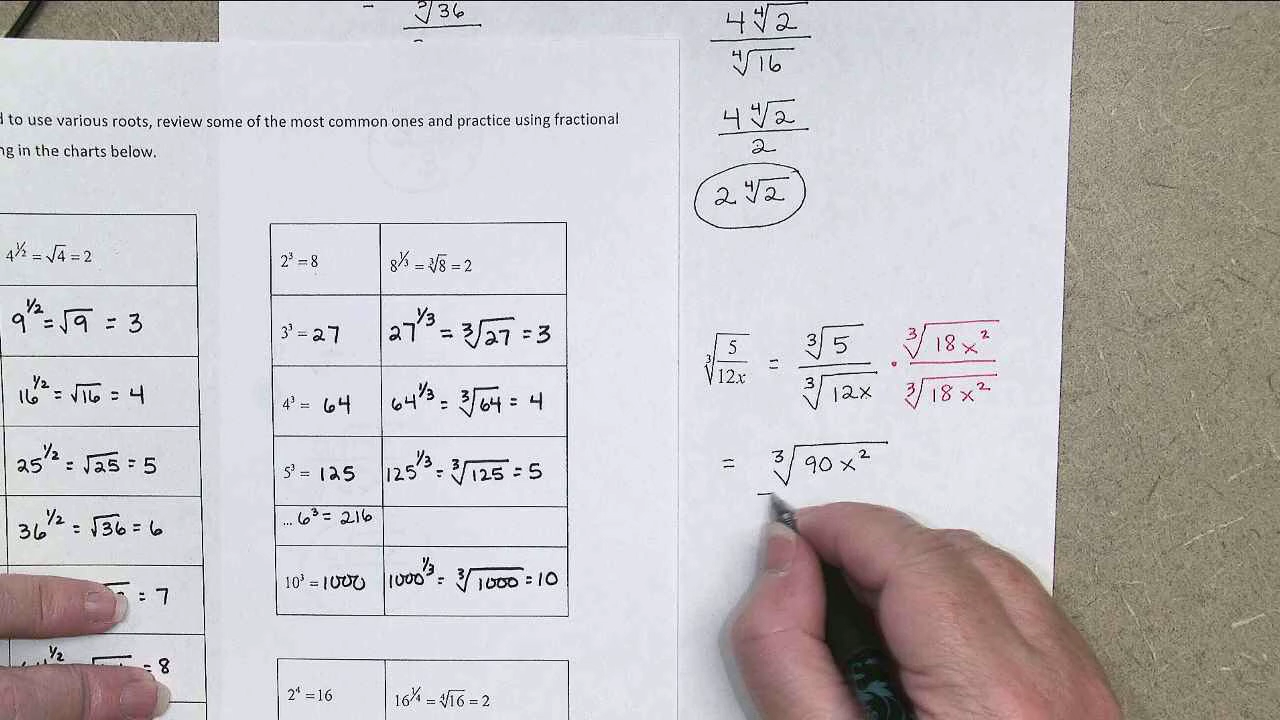 ∛36
d to use various roots, review some of the most common ones and practice using fractional
ng in the charts below.
4^1/2 = √4 = 2
9^1/2 = √9 = 3
16^1/2 = √16 = 4
25^1/2 = √25 = 5
36^1/2 = √36 = 6
= 7
1/2 = 8
2³ = 8 8^1/3 = ∛8 = 2
3³ = 27 27^1/3 = ∛27 = 3
4³ = 64 64^1/3 = ∛64 = 4
5³ = 125 125^1/3 = ∛125 = 5
... 6³ = 216
10³ = 1000 1000^1/3 = ∛1000 = 10
2⁴ = 16 16^1/4 = ∜16 = 2
4∜2
∜16
4∜2
2
2∜2
∛(5/12x) = ∛5/∛12x · ∛18x²/∛18x²
= ∛90x²